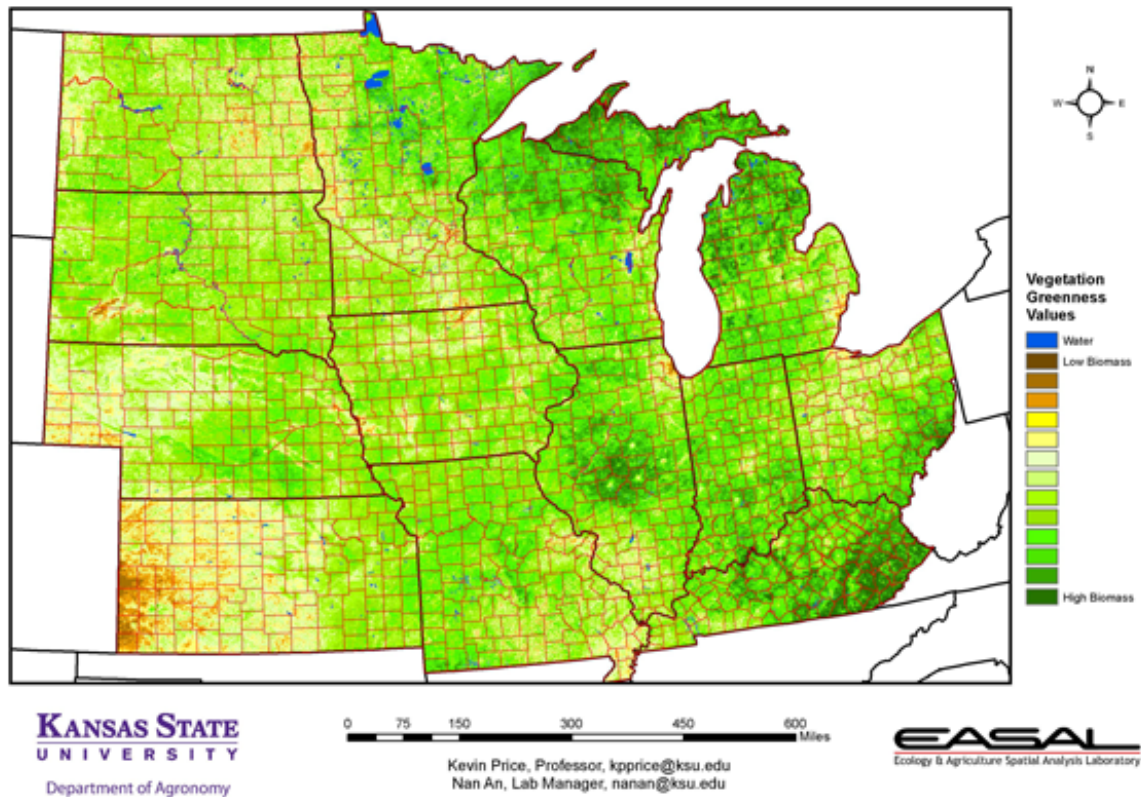 N
W
E
S
Vegetation
Greenness
Values
Water
Low Biomass
High Biomass
KANSAS STATE
UNIVERSITY
Department of Agronomy
0 75 150 300 450 600
Miles
Kevin Price, Professor, kpprice@ksu.edu
Nan An, Lab Manager, nanan@ksu.edu
EASAL
Ecology & Agriculture Spatial Analysis Laboratory